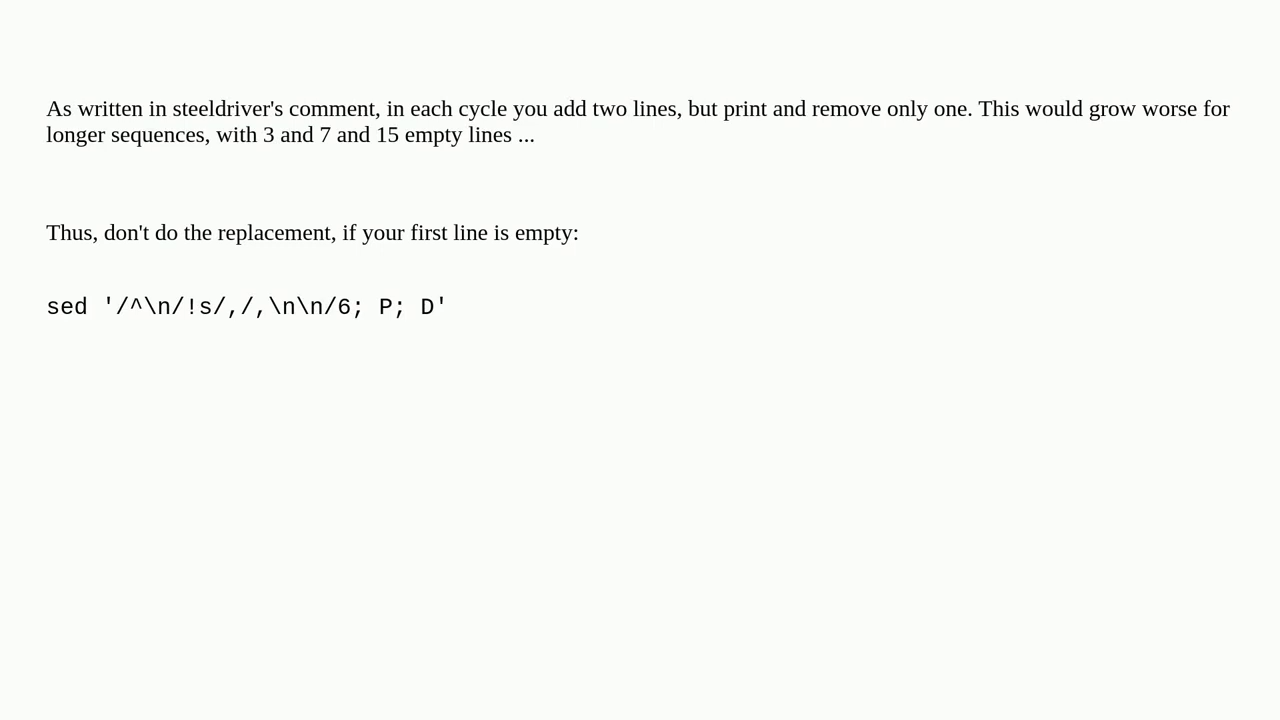 As written in steeldriver's comment, in each cycle you add two lines, but print and remove only one. This would grow worse for
longer sequences, with 3 and 7 and 15 empty lines ...
Thus, don't do the replacement, if your first line is empty:
sed '/^\n/!s/,/,\n\n/6; P; D'